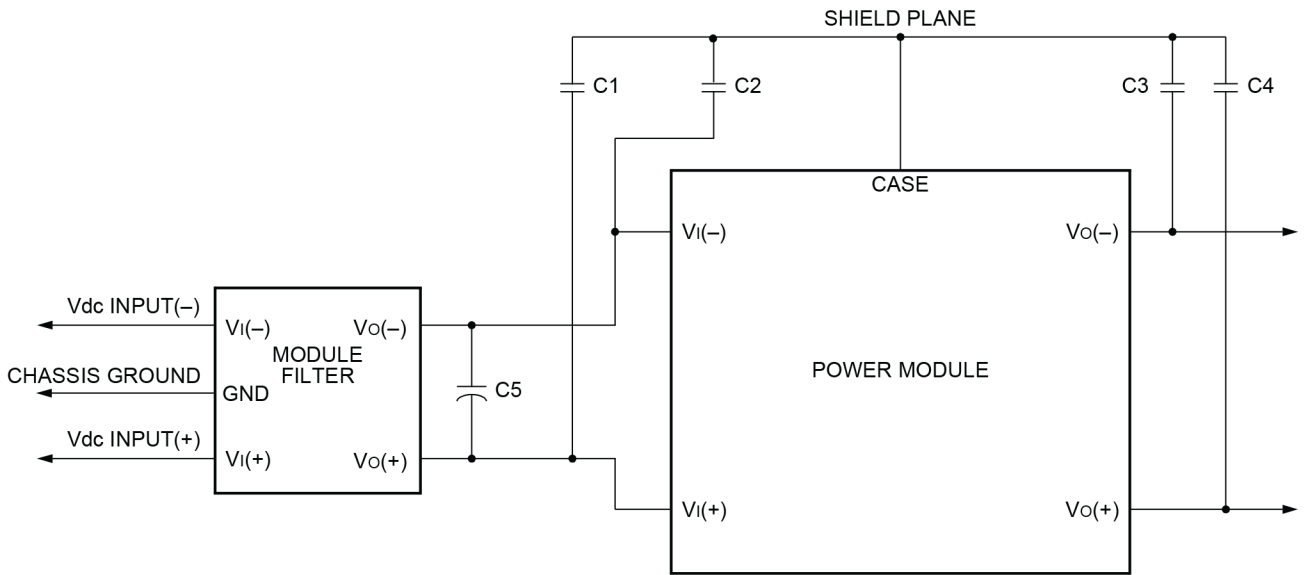 SHIELD PLANE
C1
C2
C3
C4
CASE
VI(–)
VO(–)
Vdc INPUT(–)
VI(–)
VO(–)
MODULE
FILTER
CHASSIS GROUND
GND
C5
POWER MODULE
Vdc INPUT(+)
VI(+)
VO(+)
VI(+)
VO(+)